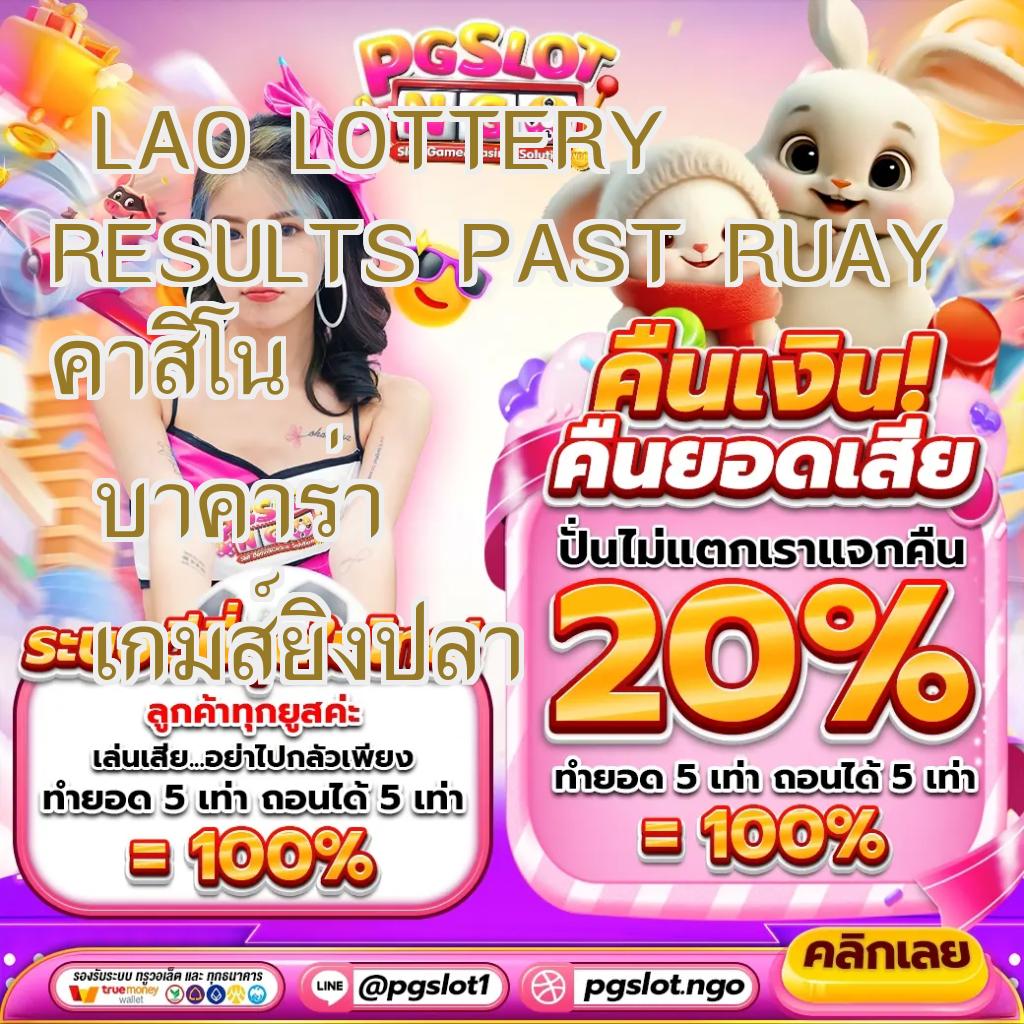 PGSLOT
LAO LOTTERY
RESULTS PAST RUAY
คาสิโน
บาคาร่า
เกมส์ยิงปลา
คืนเงิน!
คืนยอดเสีย
ปั่นไม่แตกเราแจกคืน
20%
ทำยอด 5 เท่า ถอนได้ 5 เท่า
= 100%
ลูกค้าทุกยูสค่ะ
เล่นเสีย...อย่าไปกลัวเพียง
ทำยอด 5 เท่า ถอนได้ 5 เท่า
= 100%
คลิกเลย
รองรับระบบ ทรูวอเล็ต และ ทุกธนาคาร
truemoney
wallet
LINE @pgslot1
pgslot.ngo